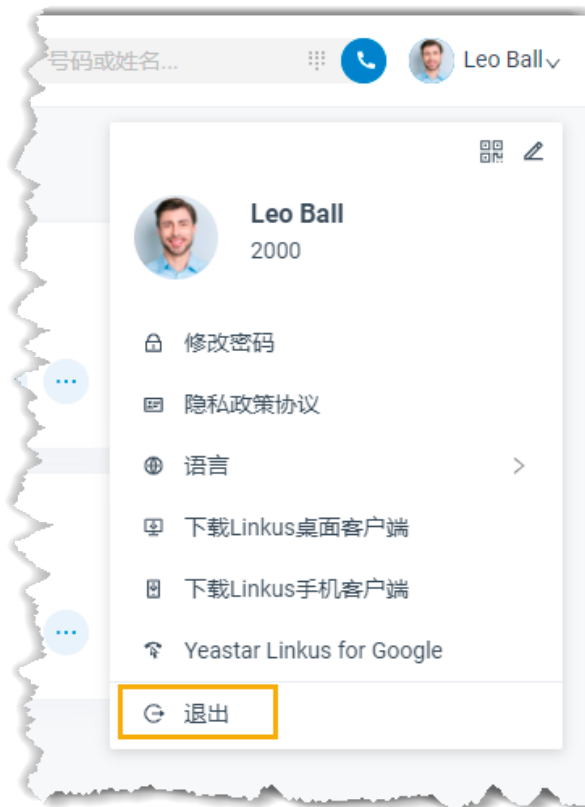 号码或姓名...
Leo Ball
Leo Ball
2000
修改密码
隐私政策协议
语言
下载Linkus桌面客户端
下载Linkus手机客户端
Yeastar Linkus for Google
退出